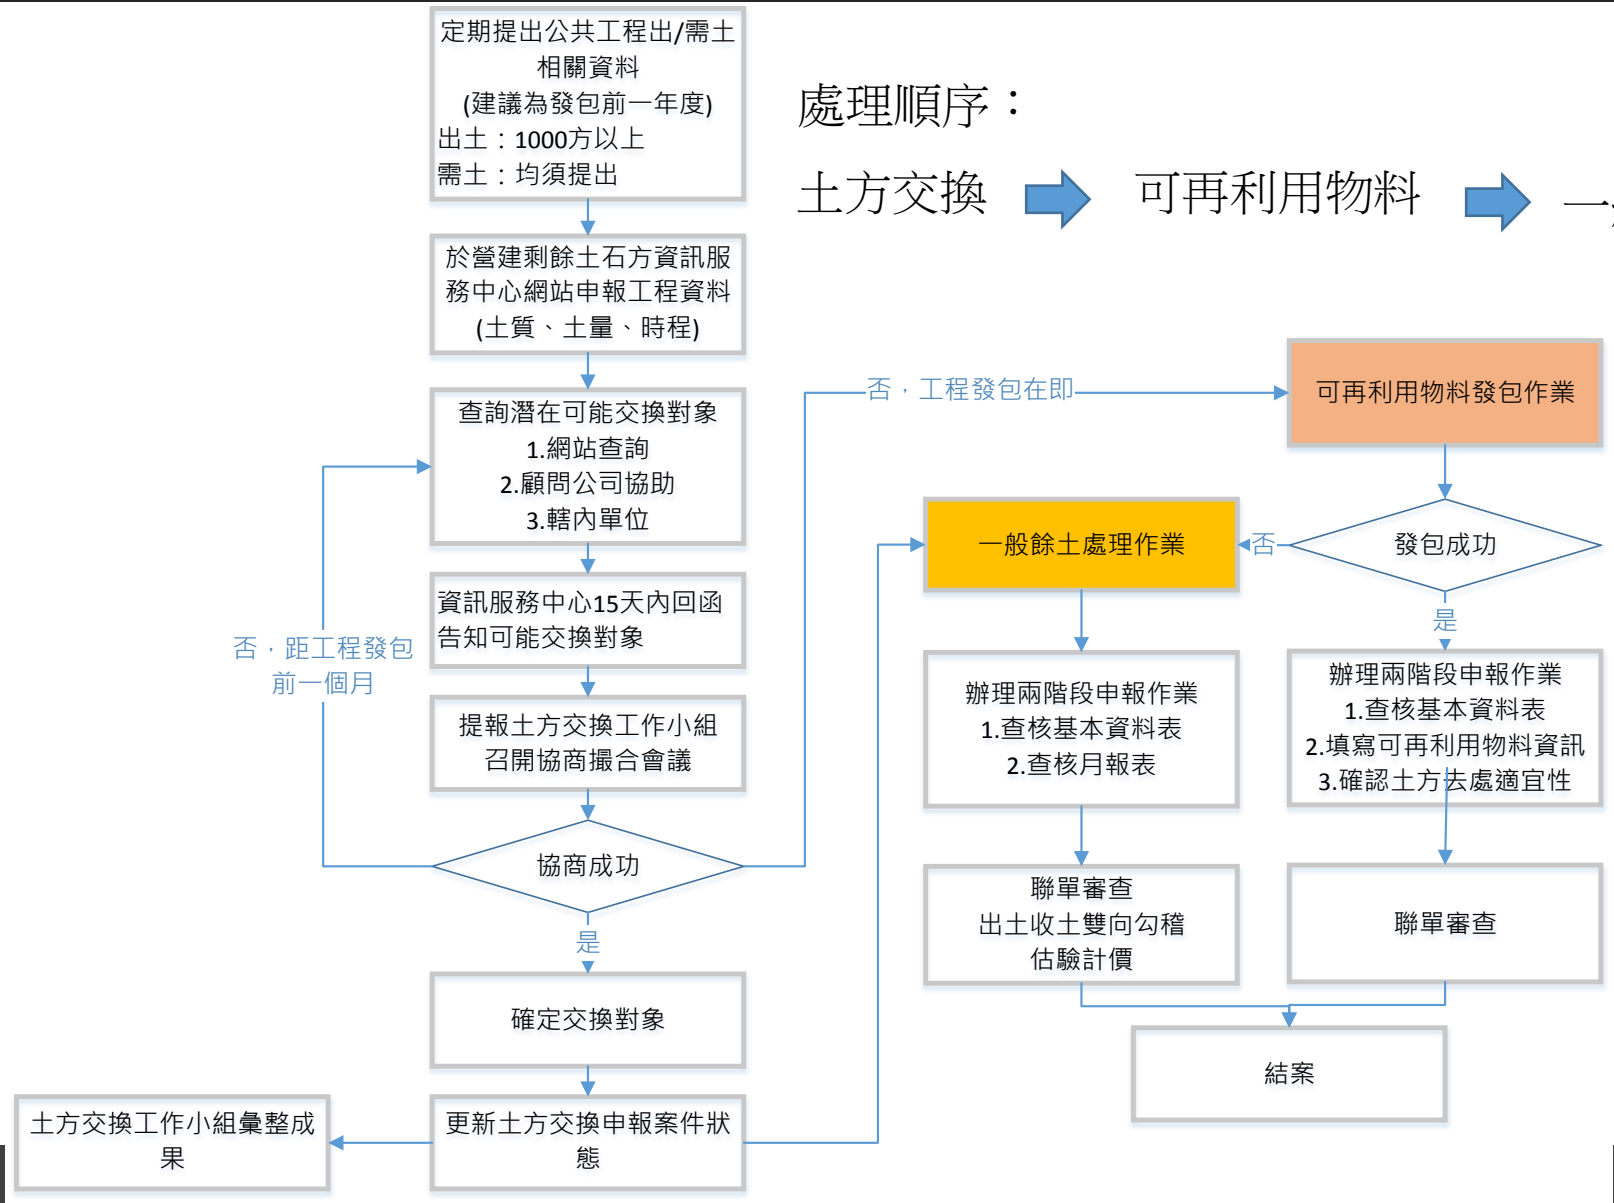 定期提出公共工程出/需土
相關資料
(建議為發包前一年度)
出土：1000方以上
需土：均須提出
處理順序：
土方交換
可再利用物料
一
於營建剩餘土石方資訊服
務中心網站申報工程資料
(土質、土量、時程)
查詢潛在可能交換對象
1.網站查詢
2.顧問公司協助
3.轄內單位
資訊服務中心15天內回函
告知可能交換對象
否，距工程發包
前一個月
提報土方交換工作小組
召開協商撮合會議
協商成功
是
確定交換對象
更新土方交換申報案件狀
態
土方交換工作小組彙整成
果
否，工程發包在即
可再利用物料發包作業
發包成功
否
是
一般餘土處理作業
辦理兩階段申報作業
1.查核基本資料表
2.查核月報表
聯單審查
出土收土雙向勾稽
估驗計價
辦理兩階段申報作業
1.查核基本資料表
2.填寫可再利用物料資訊
3.確認土方去處適宜性
聯單審查
結案